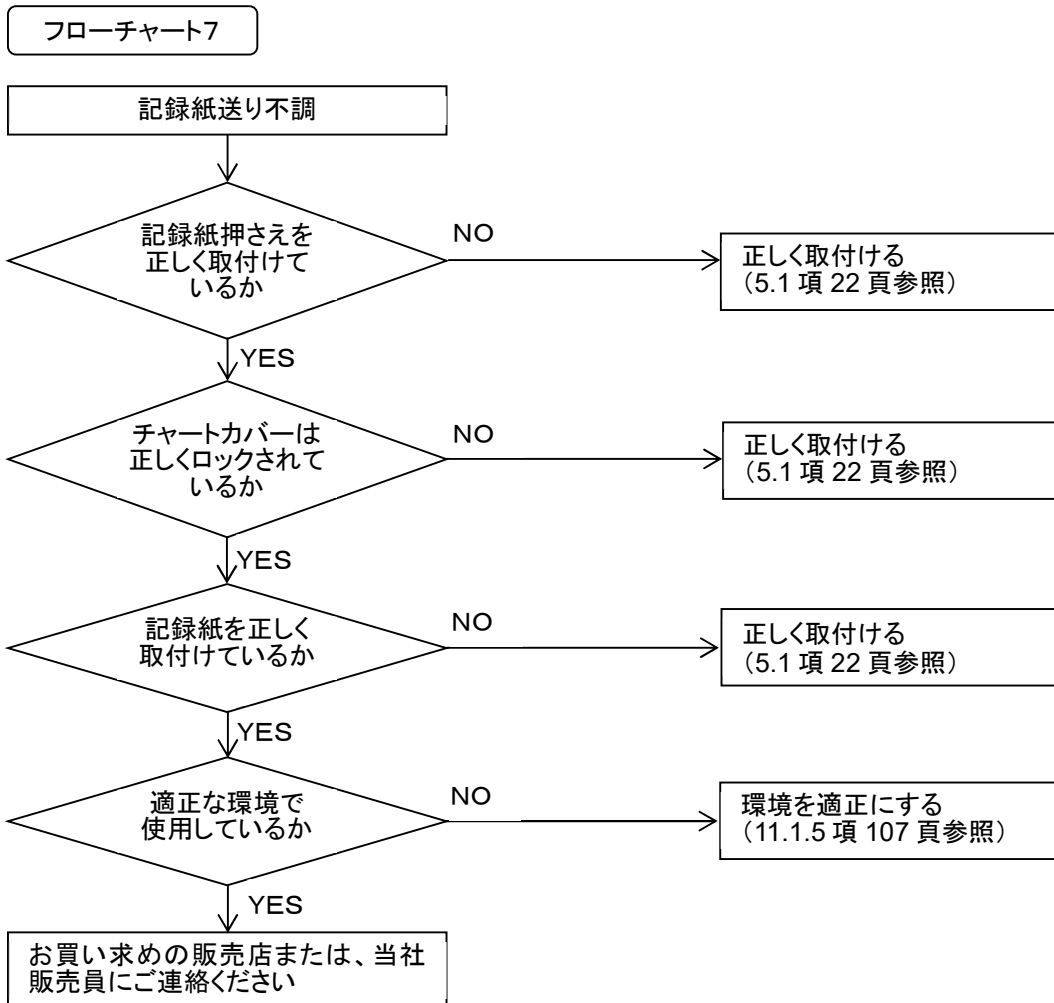 フローチャート7
記録紙送り不調
記録紙押さえを
正しく取付けて
いるか
NO
正しく取付ける
(5.1 項 22 頁参照)
YES
チャートカバーは
正しくロックされて
いるか
NO
正しく取付ける
(5.1 項 22 頁参照)
YES
記録紙を正しく
取付けているか
NO
正しく取付ける
(5.1 項 22 頁参照)
YES
適正な環境で
使用しているか
NO
環境を適正にする
(11.1.5 項 107 頁参照)
YES
お買い求めの販売店または、当社
販売員にご連絡ください